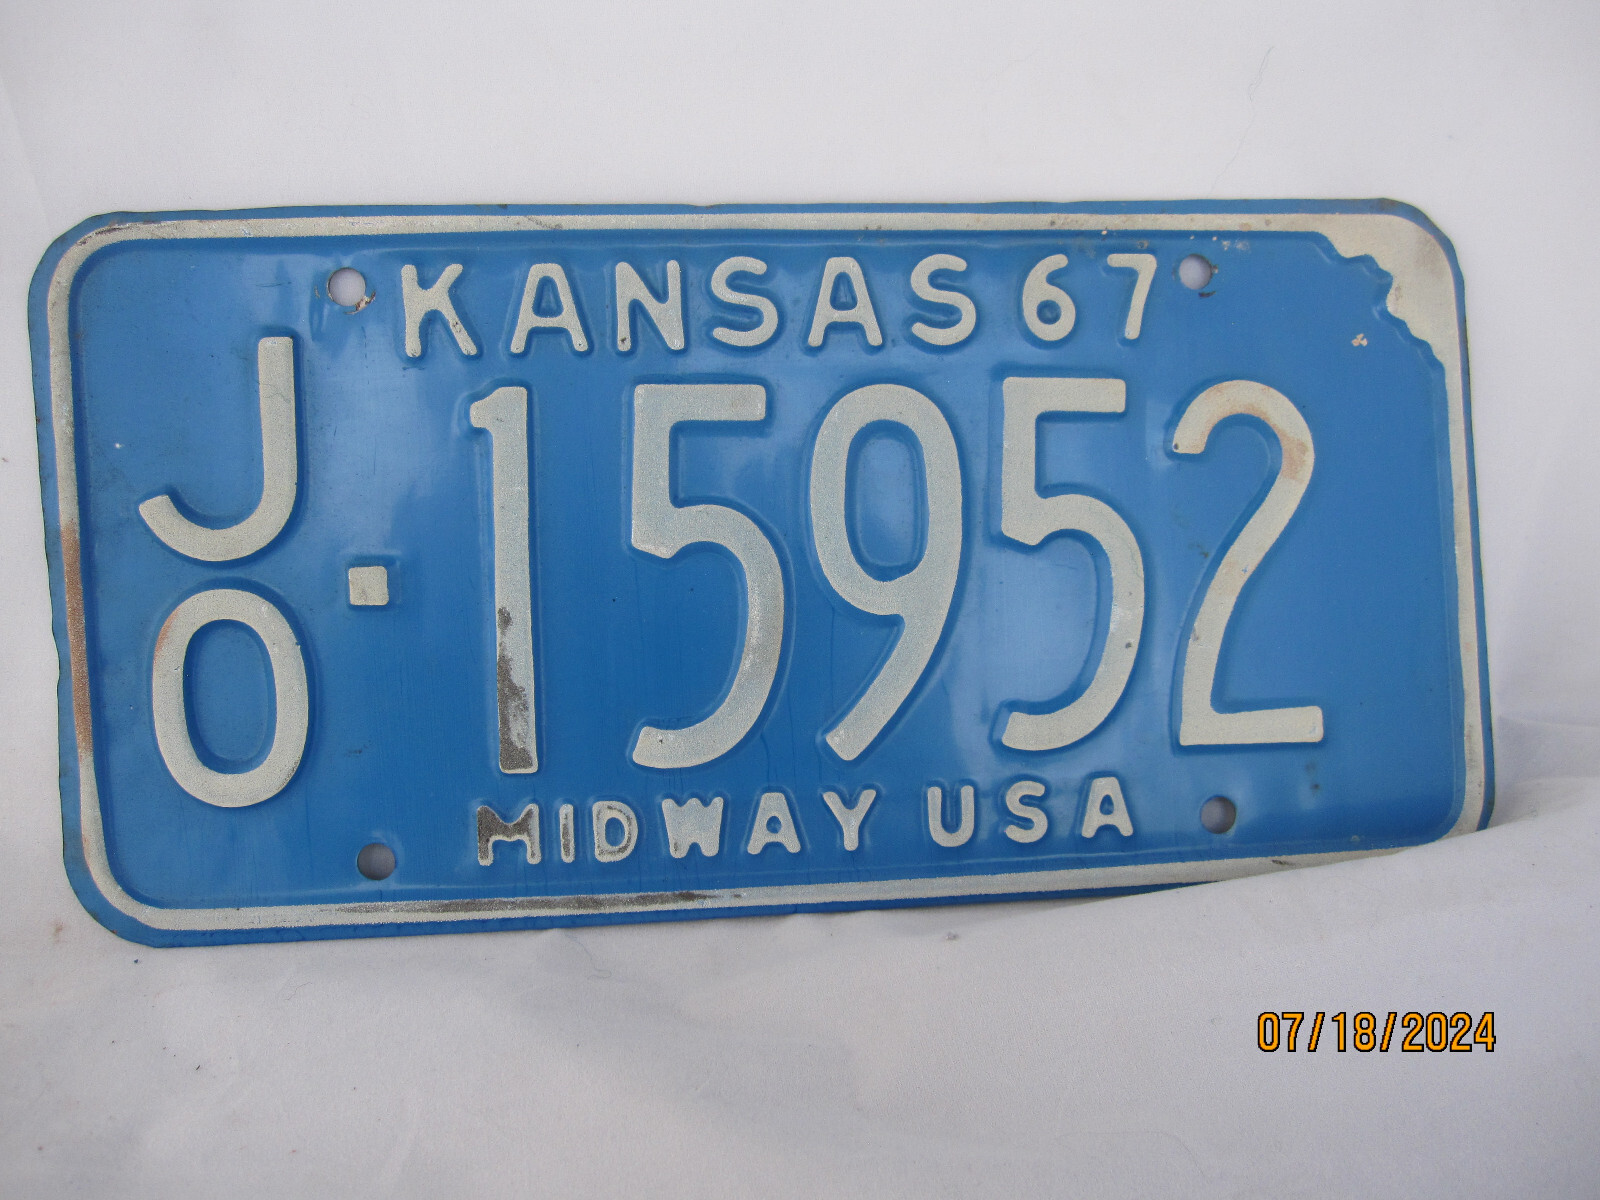 KANSAS 67
JO-15952
MIDWAY USA
07/18/2024